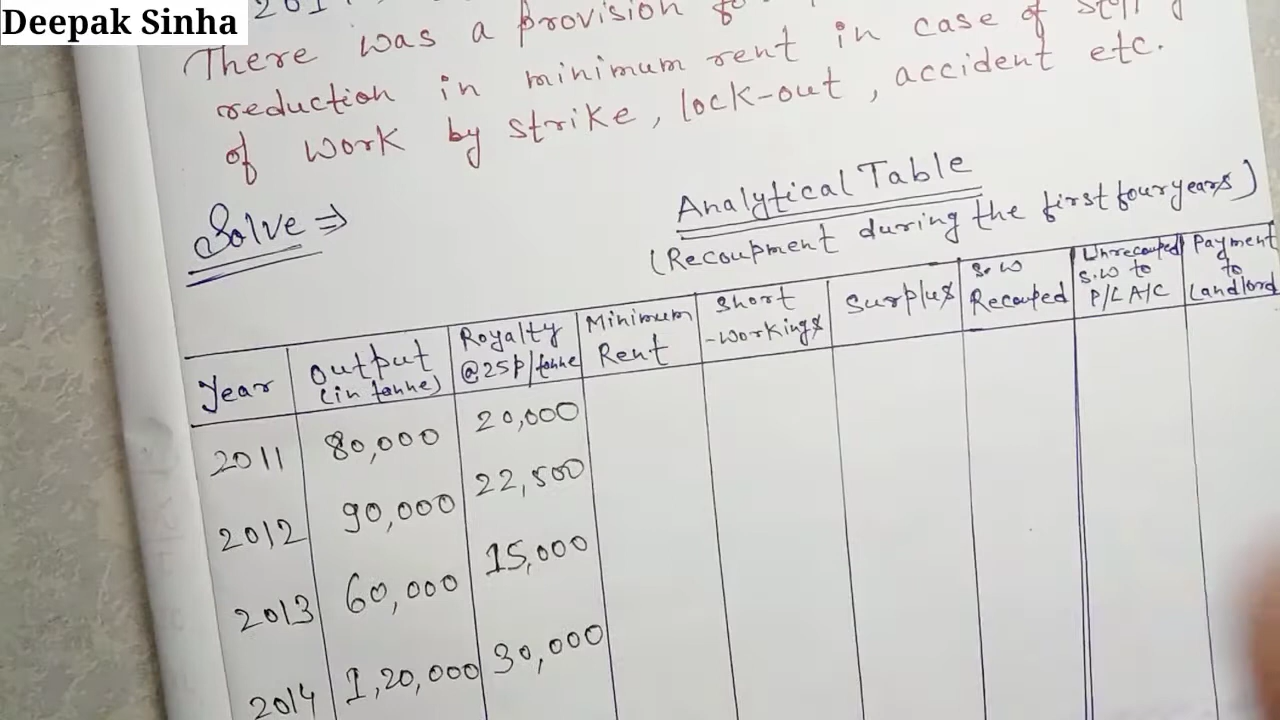 Deepak Sinha
There was a provision
reduction in minimum rent in case of
of work by strike, lock-out, accident etc.
Solve ⇒
Analytical Table
(Recoupment during the first four years)
Year
Output (in tonne)
Royalty @25p/tonne
Minimum Rent
Short -workings
Surplus
S.W Recouped
Unrecouped S.W to P/L A/C
Payment to Landlord
2011 80,000 20,000
2012 90,000 22,500
2013 60,000 15,000
2014 1,20,000 30,000